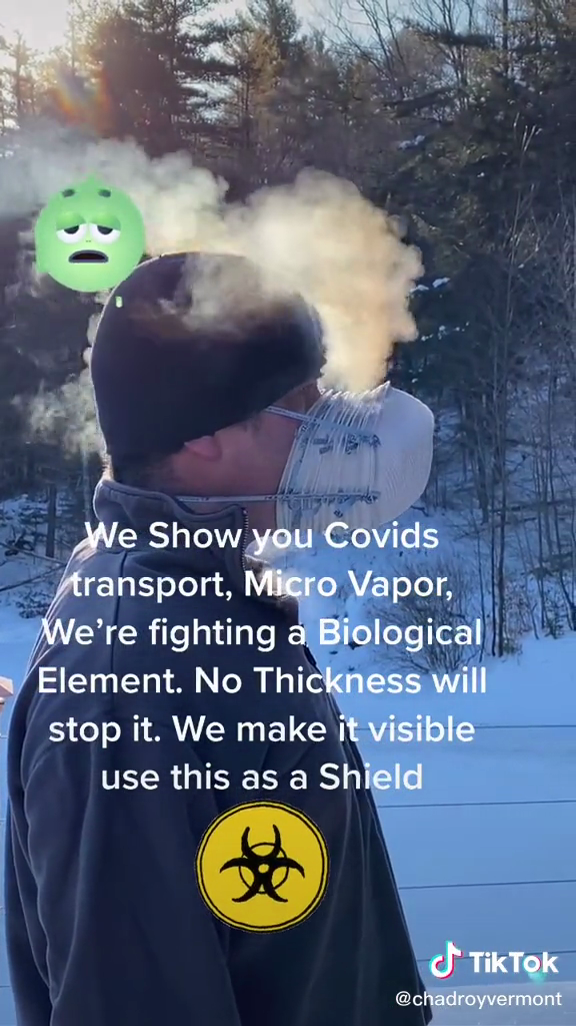 We Show you Covids
transport, Micro Vapor,
We're fighting a Biological
Element. No Thickness will
stop it. We make it visible
use this as a Shield
TikTok
@chadroyvermont